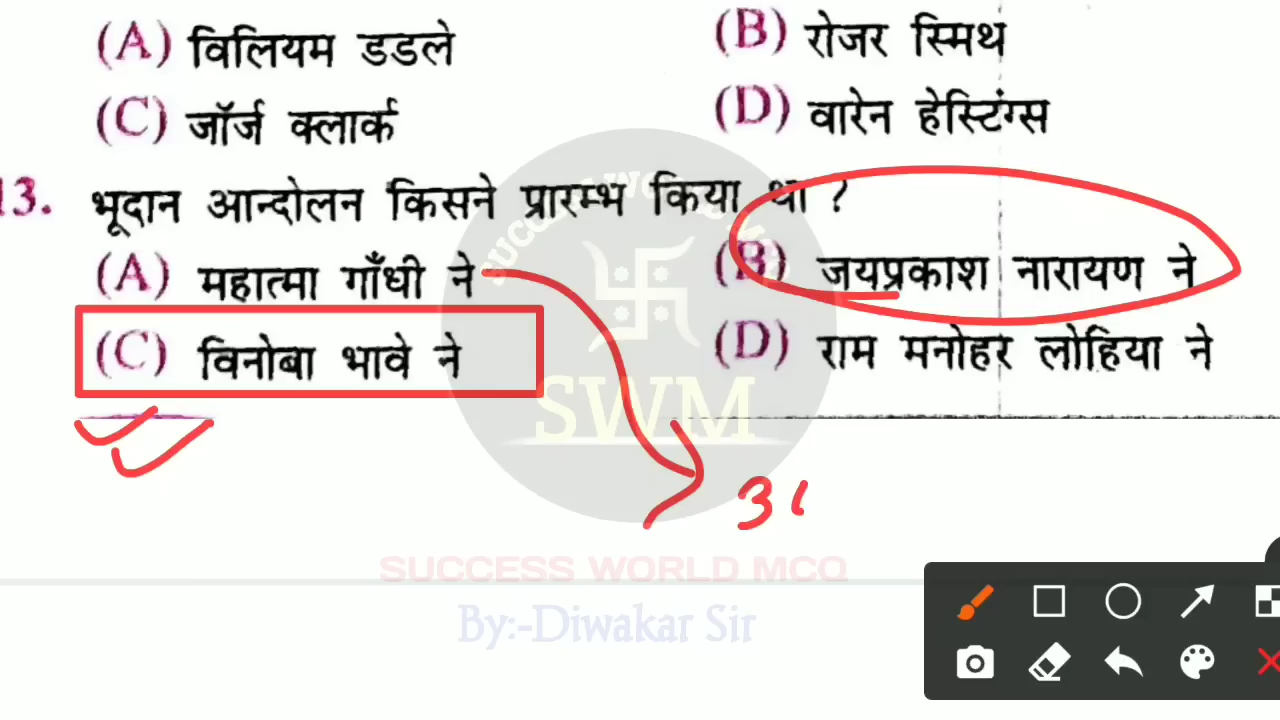 (A) विलियम डडले (B) रोजर स्मिथ
(C) जॉर्ज क्लार्क (D) वारेन हेस्टिंग्स
13. भूदान आन्दोलन किसने प्रारम्भ किया था ?
(A) महात्मा गाँधी ने (B) जयप्रकाश नारायण ने
(C) विनोबा भावे ने (D) राम मनोहर लोहिया ने
SWM
SUCCESS WORLD MCQ
By:-Diwakar Sir